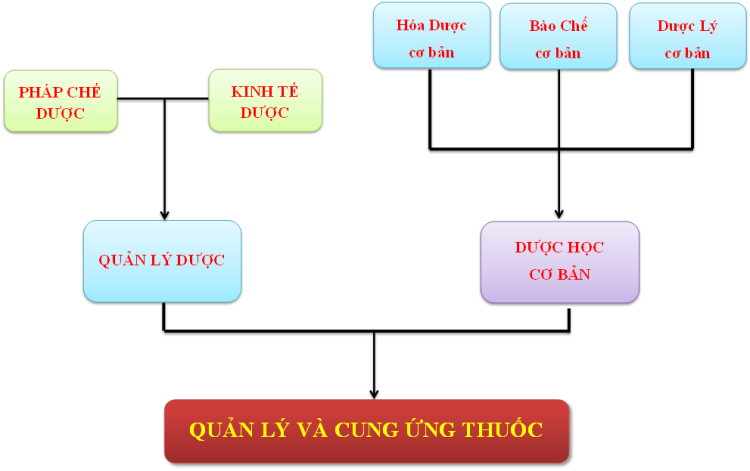 Hóa Dược
cơ bản
Bào Chế
cơ bản
Dược Lý
cơ bản
PHÁP CHẾ
DƯỢC
KINH TẾ
DƯỢC
QUẢN LÝ DƯỢC
DƯỢC HỌC
CƠ BẢN
QUẢN LÝ VÀ CUNG ỨNG THUỐC